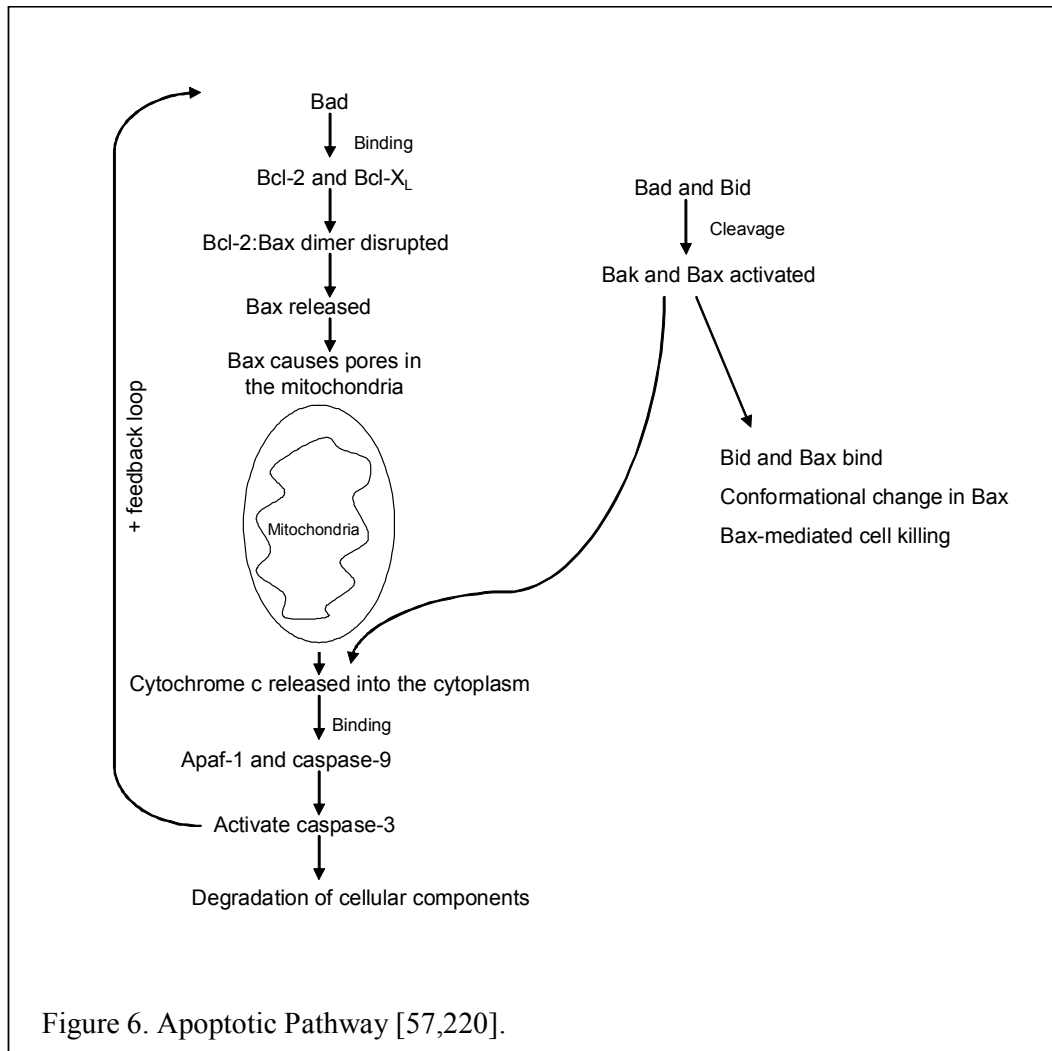 Bad
Binding
Bcl-2 and Bcl-X_L
Bcl-2:Bax dimer disrupted
Bax released
Bax causes pores in
the mitochondria
Mitochondria
Cytochrome c released into the cytoplasm
Binding
Apaf-1 and caspase-9
Activate caspase-3
Degradation of cellular components
+ feedback loop
Bad and Bid
Cleavage
Bak and Bax activated
Bid and Bax bind
Conformational change in Bax
Bax-mediated cell killing
Figure 6. Apoptotic Pathway [57,220].